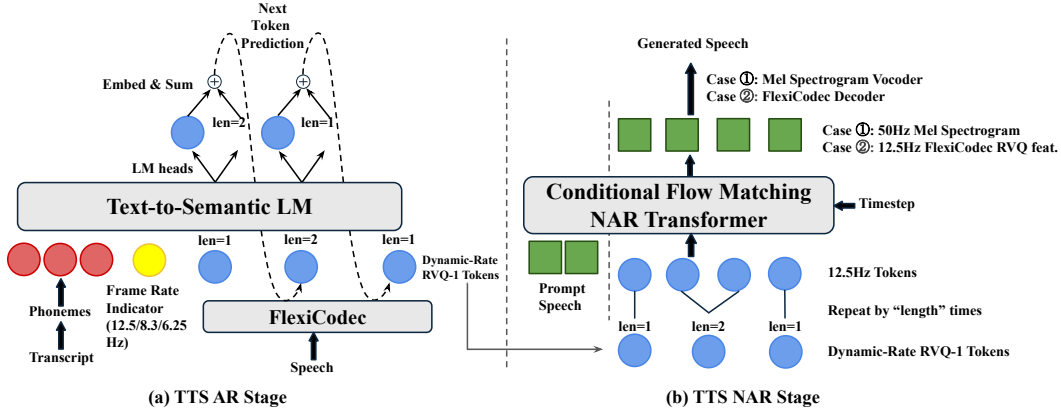 Next
Token
Prediction
Embed & Sum
len=2
len=1
LM heads
Text-to-Semantic LM
len=1
len=2
len=1
Dynamic-Rate
RVQ-1 Tokens
Phonemes
Transcript
Frame Rate
Indicator
(12.5/8.3/6.25
Hz)
FlexiCodec
Speech
(a) TTS AR Stage
Generated Speech
Case ①: Mel Spectrogram Vocoder
Case ②: FlexiCodec Decoder
Case ①: 50Hz Mel Spectrogram
Case ②: 12.5Hz FlexiCodec RVQ feat.
Conditional Flow Matching
NAR Transformer
Timestep
Prompt
Speech
12.5Hz Tokens
Repeat by “length” times
len=1
len=2
len=1
Dynamic-Rate RVQ-1 Tokens
(b) TTS NAR Stage